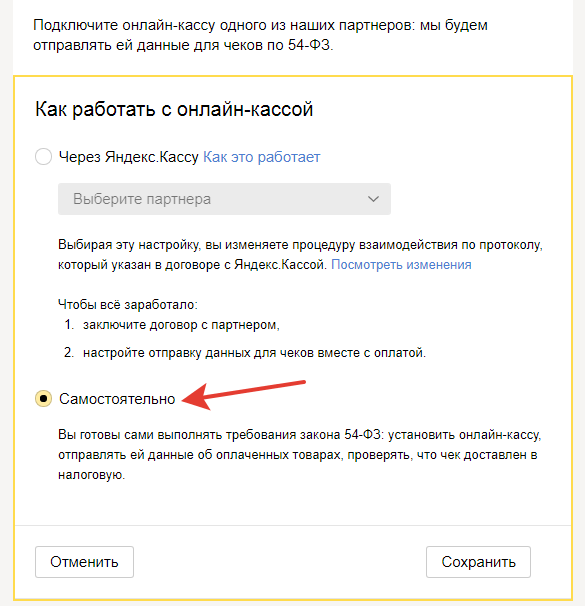 Подключите онлайн-кассу одного из наших партнеров: мы будем
отправлять ей данные для чеков по 54-ФЗ.
Как работать с онлайн-кассой
Через Яндекс.Кассу Как это работает
Выберите партнера
Выбирая эту настройку, вы изменяете процедуру взаимодействия по протоколу,
который указан в договоре с Яндекс.Кассой. Посмотреть изменения
Чтобы всё заработало:
1. заключите договор с партнером,
2. настройте отправку данных для чеков вместе с оплатой.
Самостоятельно
Вы готовы сами выполнять требования закона 54-ФЗ: установить онлайн-кассу,
отправлять ей данные об оплаченных товарах, проверять, что чек доставлен в
налоговую.
Отменить Сохранить